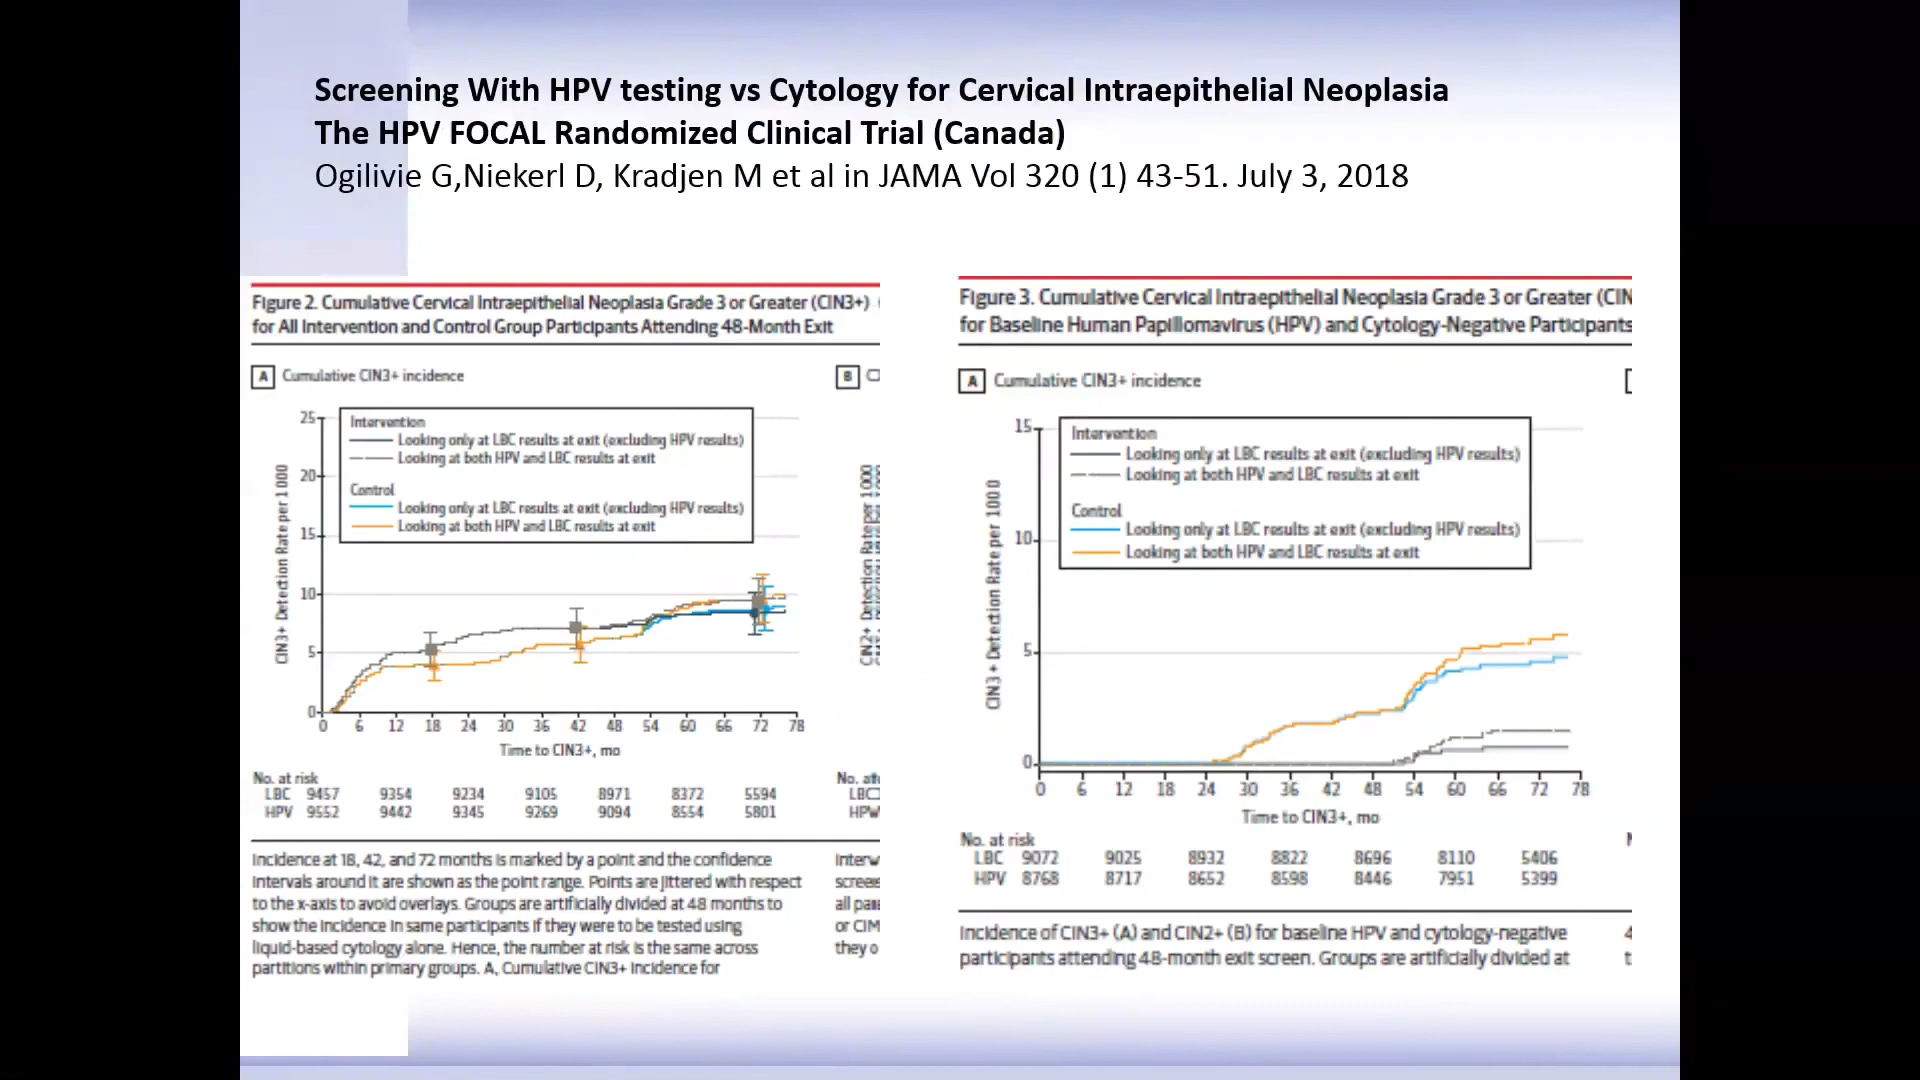 Screening With HPV testing vs Cytology for Cervical Intraepithelial Neoplasia
The HPV FOCAL Randomized Clinical Trial (Canada)
Ogilivie G,Niekerl D, Kradjen M et al in JAMA Vol 320 (1) 43-51. July 3, 2018
Figure 2. Cumulative Cervical Intraepithelial Neoplasia Grade 3 or Greater (CIN3+)
for All Intervention and Control Group Participants Attending 48-Month Exit
A Cumulative CIN3+ incidence
B
CIN3+ Detection Rate per 1000
25
20
15
10
5
0
Intervention
Looking only at LBC results at exit (excluding HPV results)
Looking at both HPV and LBC results at exit
Control
Looking only at LBC results at exit (excluding HPV results)
Looking at both HPV and LBC results at exit
0 6 12 18 24 30 36 42 48 54 60 66 72 78
Time to CIN3+, mo
No. at risk
LBC 9457 9354 9234 9105 8971 8372 5594
HPV 9552 9442 9345 9269 9094 8554 5801
Incidence at 18, 42, and 72 months is marked by a point and the confidence
intervals around it are shown as the point range. Points are jittered with respect
to the x-axis to avoid overlays. Groups are artificially divided at 48 months to
show the incidence in same participants if they were to be tested using
liquid-based cytology alone. Hence, the number at risk is the same across
partitions within primary groups. A, Cumulative CIN3+ incidence for
CIN2+ Detection Rate per 1000
No. at
LBC
HPV
or CIM
they o
Figure 3. Cumulative Cervical Intraepithelial Neoplasia Grade 3 or Greater (CIN
for Baseline Human Papillomavirus (HPV) and Cytology-Negative Participants
A Cumulative CIN3+ incidence
CIN3+ Detection Rate per 1000
15
10
5
0
Intervention
Looking only at LBC results at exit (excluding HPV results)
Looking at both HPV and LBC results at exit
Control
Looking only at LBC results at exit (excluding HPV results)
Looking at both HPV and LBC results at exit
0 6 12 18 24 30 36 42 48 54 60 66 72 78
Time to CIN3+, mo
No. at risk
LBC 9072 9025 8932 8822 8696 8110 5406
HPV 8768 8717 8652 8598 8446 7951 5399
Incidence of CIN3+ (A) and CIN2+ (B) for baseline HPV and cytology-negative
participants attending 48-month exit screen. Groups are artificially divided at